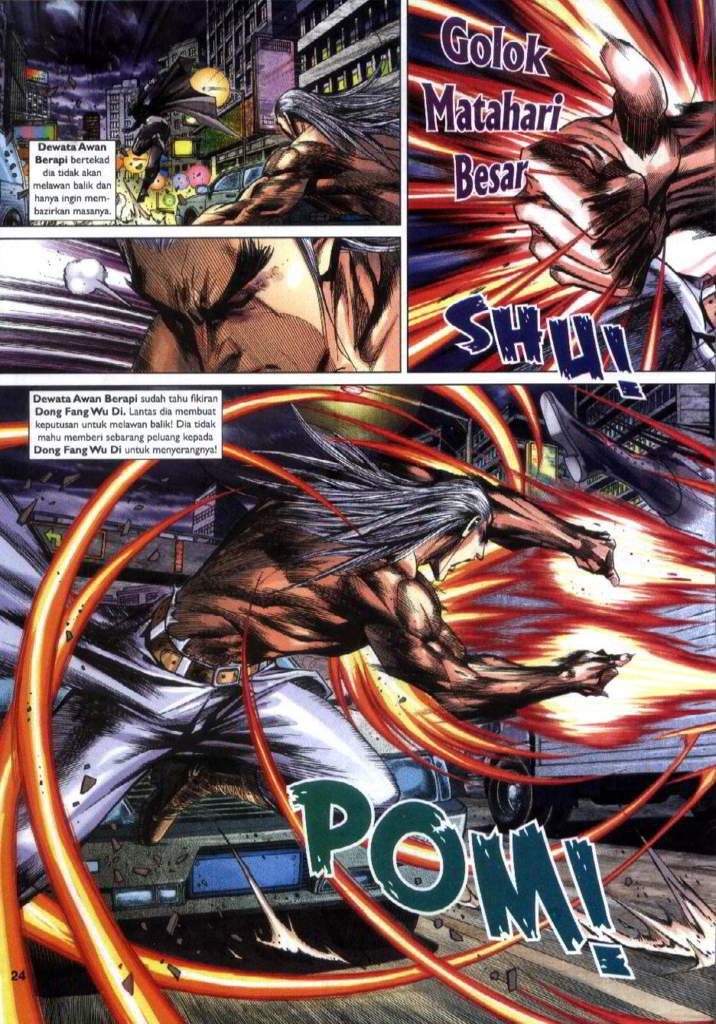 Dewata Awan
Berapi bertekad
dia tidak akan
melawan balik dan
hanya ingin mem-
bazirkan masanya.
Golok
Matahari
Besar
SHU!
Dewata Awan Berapi sudah tahu fikiran
Dong Fang Wu Di. Lantas dia membuat
keputusan untuk melawan balik! Dia tidak
mahu memberi sebarang peluang kepada
Dong Fang Wu Di untuk menyerangnya!
POM!
24